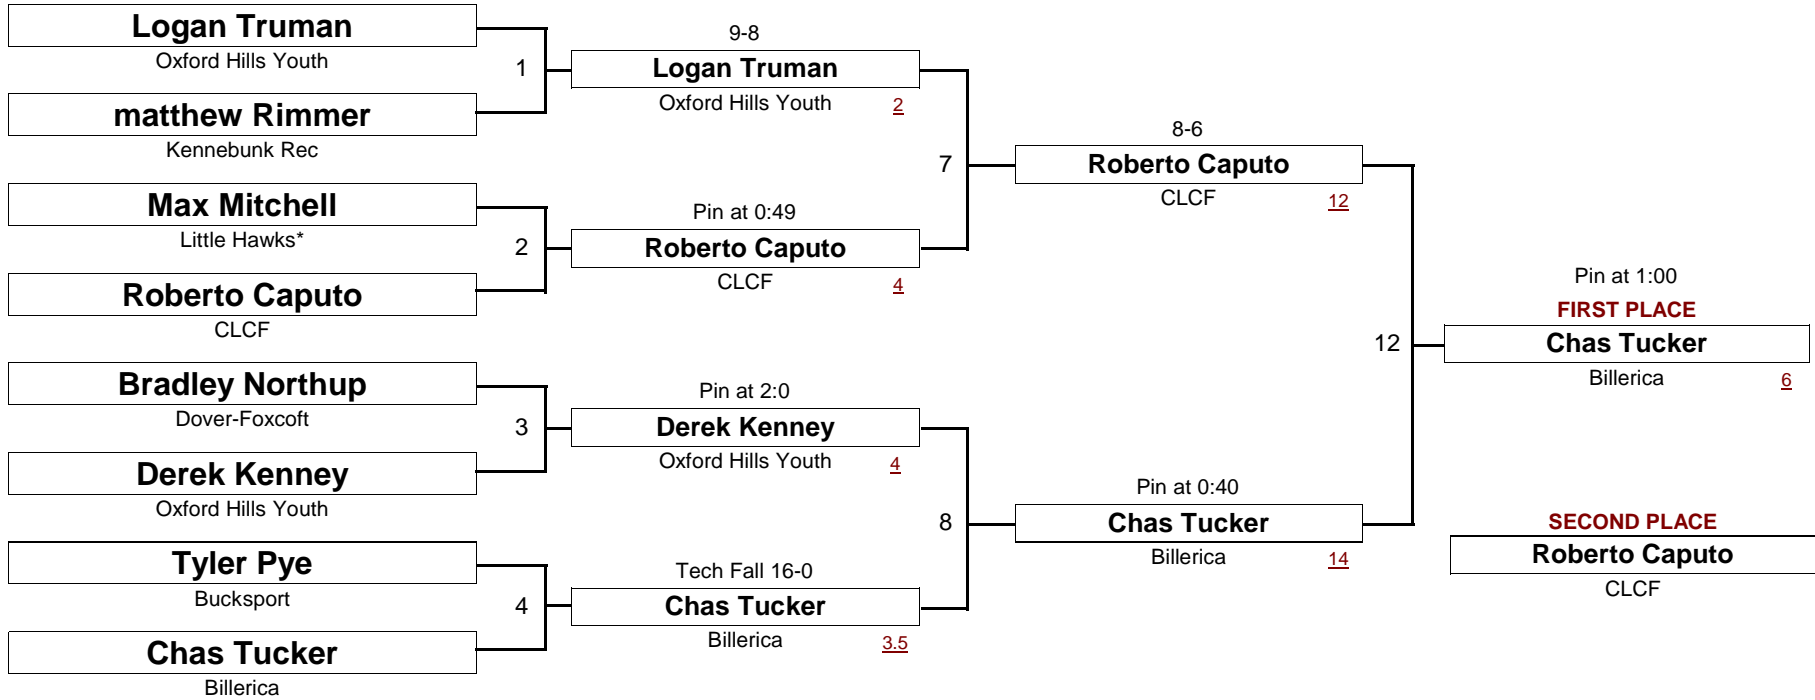 Logan Truman
Oxford Hills Youth
1
matthew Rimmer
Kennebunk Rec
Max Mitchell
Little Hawks*
2
Roberto Caputo
CLCF
Bradley Northup
Dover-Foxcoft
3
Derek Kenney
Oxford Hills Youth
Tyler Pye
Bucksport
4
Chas Tucker
Billerica
9-8
Logan Truman
Oxford Hills Youth 2
7
Pin at 0:49
Roberto Caputo
CLCF 4
Pin at 2:0
Derek Kenney
Oxford Hills Youth 4
8
Tech Fall 16-0
Chas Tucker
Billerica 3.5
8-6
Roberto Caputo
CLCF 12
12
Pin at 0:40
Chas Tucker
Billerica 14
Pin at 1:00
FIRST PLACE
Chas Tucker
Billerica 6
SECOND PLACE
Roberto Caputo
CLCF